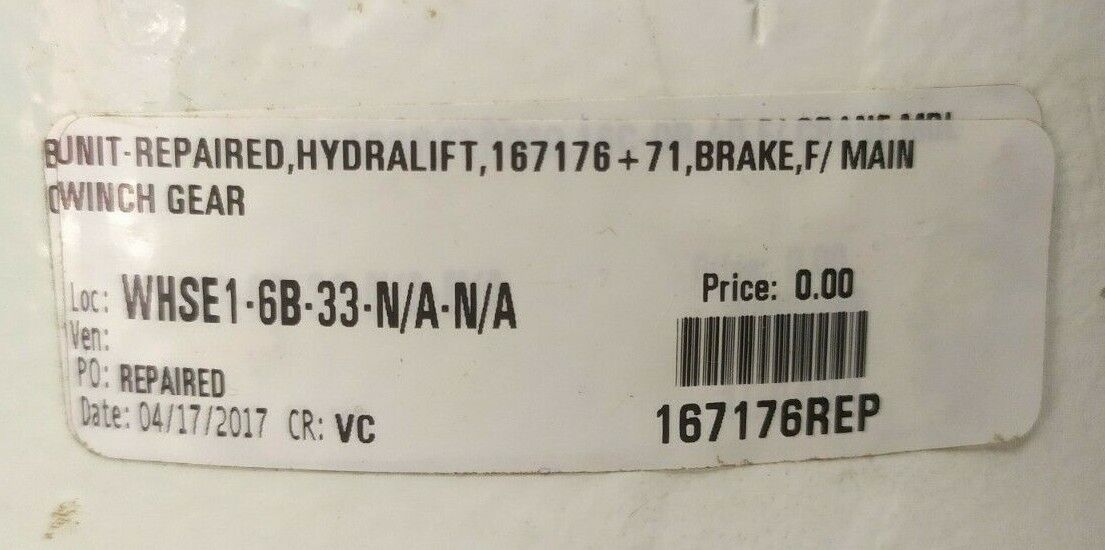 UNIT-REPAIRED,HYDRALIFT,167176+71,BRAKE,F/ MAIN
WINCH GEAR
Loc: WHSE1-6B-33-N/A-N/A
Ven:
PO: REPAIRED
Date: 04/17/2017 CR: VC
Price: 0.00
167176REP